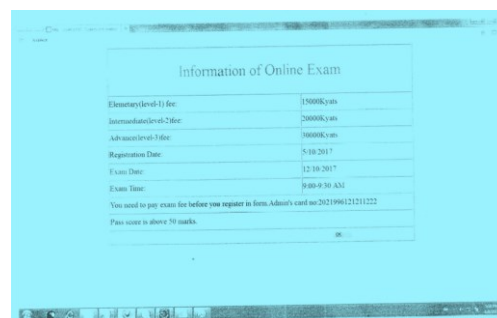 Information of Online Exam
Elemetary(level-1) fee: 15000Kyats
Intermediate(level-2)fee: 20000Kyats
Advance(level-3)fee: 30000Kyats
Registration Date: 5/10/2017
Exam Date: 12/10/2017
Exam Time: 9:00-9:30 AM
You need to pay exam fee before you register in form.Admin's card no:2021996121211222
Pass score is above 50 marks.